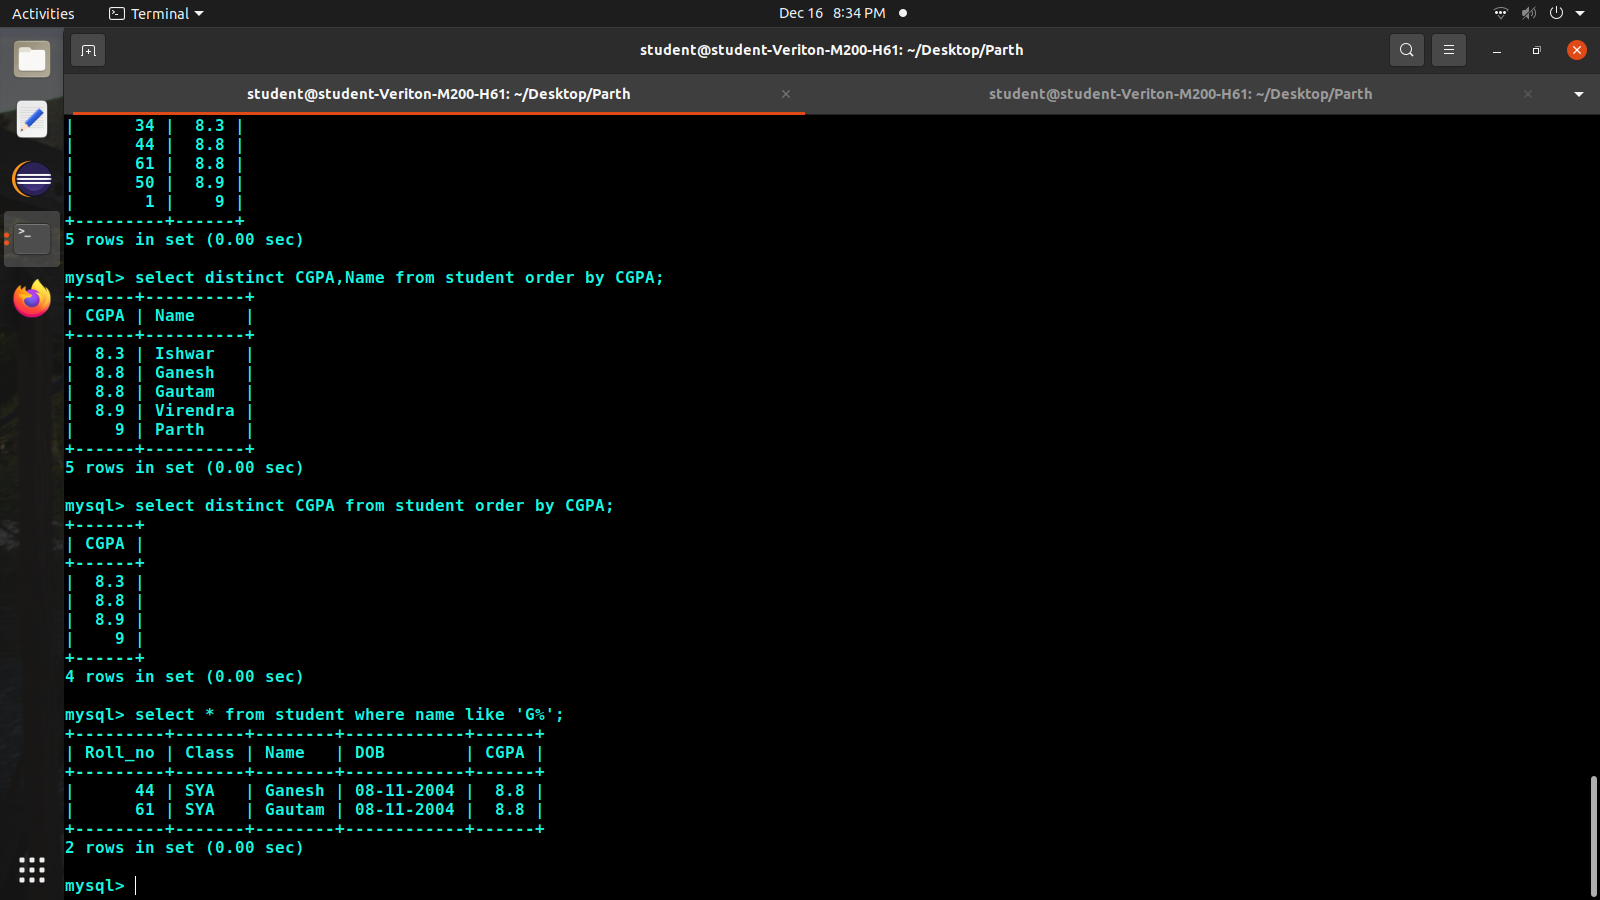 Activities Terminal Dec 16 8:34 PM
student@student-Veriton-M200-H61: ~/Desktop/Parth
student@student-Veriton-M200-H61: ~/Desktop/Parth student@student-Veriton-M200-H61: ~/Desktop/Parth
|      34 |  8.3 |
|      44 |  8.8 |
|      61 |  8.8 |
|      50 |  8.9 |
|       1 |    9 |
+---------+------+
5 rows in set (0.00 sec)
mysql> select distinct CGPA,Name from student order by CGPA;
+------+----------+
| CGPA | Name     |
+------+----------+
|  8.3 | Ishwar   |
|  8.8 | Ganesh   |
|  8.8 | Gautam   |
|  8.9 | Virendra |
|    9 | Parth    |
+------+----------+
5 rows in set (0.00 sec)
mysql> select distinct CGPA from student order by CGPA;
+------+
| CGPA |
+------+
|  8.3 |
|  8.8 |
|  8.9 |
|    9 |
+------+
4 rows in set (0.00 sec)
mysql> select * from student where name like 'G%';
+---------+-------+--------+------------+------+
| Roll_no | Class | Name   | DOB        | CGPA |
+---------+-------+--------+------------+------+
|      44 | SYA   | Ganesh | 08-11-2004 |  8.8 |
|      61 | SYA   | Gautam | 08-11-2004 |  8.8 |
+---------+-------+--------+------------+------+
2 rows in set (0.00 sec)
mysql>